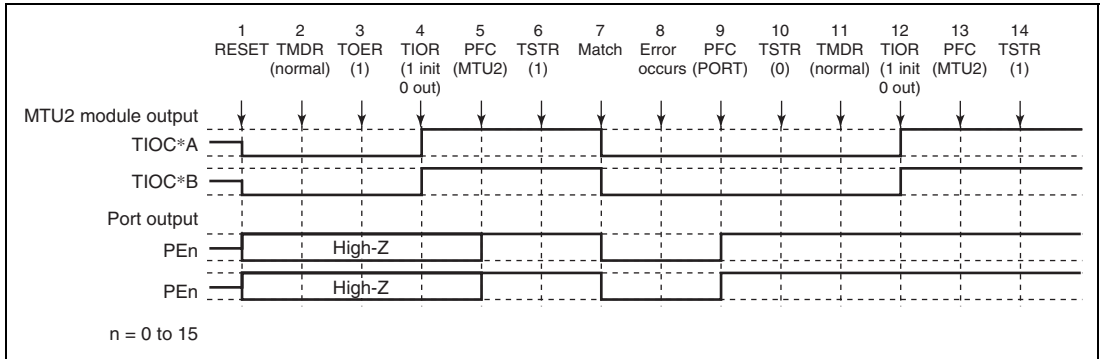 1 2 3 4 5 6 7 8 9 10 11 12 13 14
RESET TMDR TOER TIOR PFC TSTR Match Error PFC TSTR TMDR TIOR PFC TSTR
(normal) (1) (1 init (MTU2) (1) occurs (PORT) (0) (normal) (1 init (MTU2) (1)
0 out) 0 out)
MTU2 module output
TIOC*A
TIOC*B
Port output
PEn High-Z
PEn High-Z
n = 0 to 15